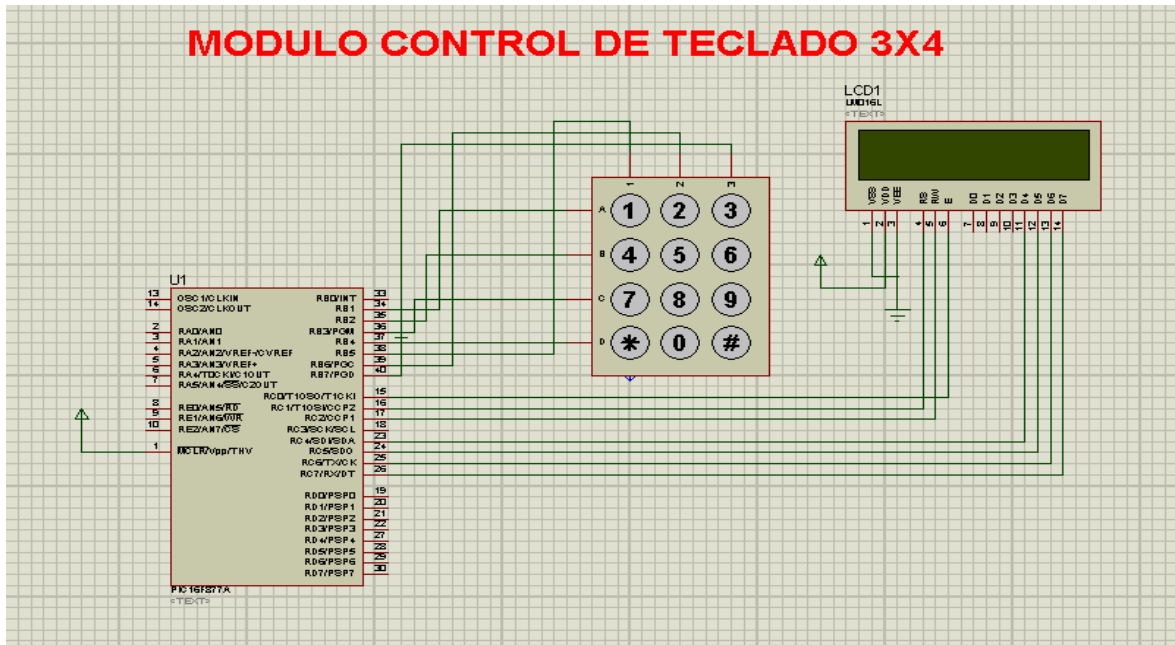 MODULO CONTROL DE TECLADO 3X4
LCD1
LM016L
<TEXT>
VSS VDD VEE RS RW E D0 D1 D2 D3 D4 D5 D6 D7
1 2 3 4 5 6 7 8 9 10 11 12 13 14
1 2 3
A 1 2 3
B 4 5 6
C 7 8 9
D * 0 #
U1
13 OSC1/CLKIN RB0/INT 33
14 OSC2/CLKOUT RB1 34
RB2 35
2 RA0/AN0 RB3/PGM 36
3 RA1/AN1 RB4 37
4 RA2/AN2/VREF-/CVREF RB5 38
5 RA3/AN3/VREF+ RB6/PGC 39
6 RA4/T0CKI/C1OUT RB7/PGD 40
7 RA5/AN4/SS/C2OUT
RC0/T1OSO/T1CKI 15
8 RE0/AN5/RD RC1/T1OSI/CCP2 16
9 RE1/AN6/WR RC2/CCP1 17
10 RE2/AN7/CS RC3/SCK/SCL 18
RC4/SDI/SDA 23
1 MCLR/Vpp/THV RC5/SDO 24
RC6/TX/CK 25
RC7/RX/DT 26
RD0/PSP0 19
RD1/PSP1 20
RD2/PSP2 21
RD3/PSP3 22
RD4/PSP4 27
RD5/PSP5 28
RD6/PSP6 29
RD7/PSP7 30
PIC16F877A
<TEXT>